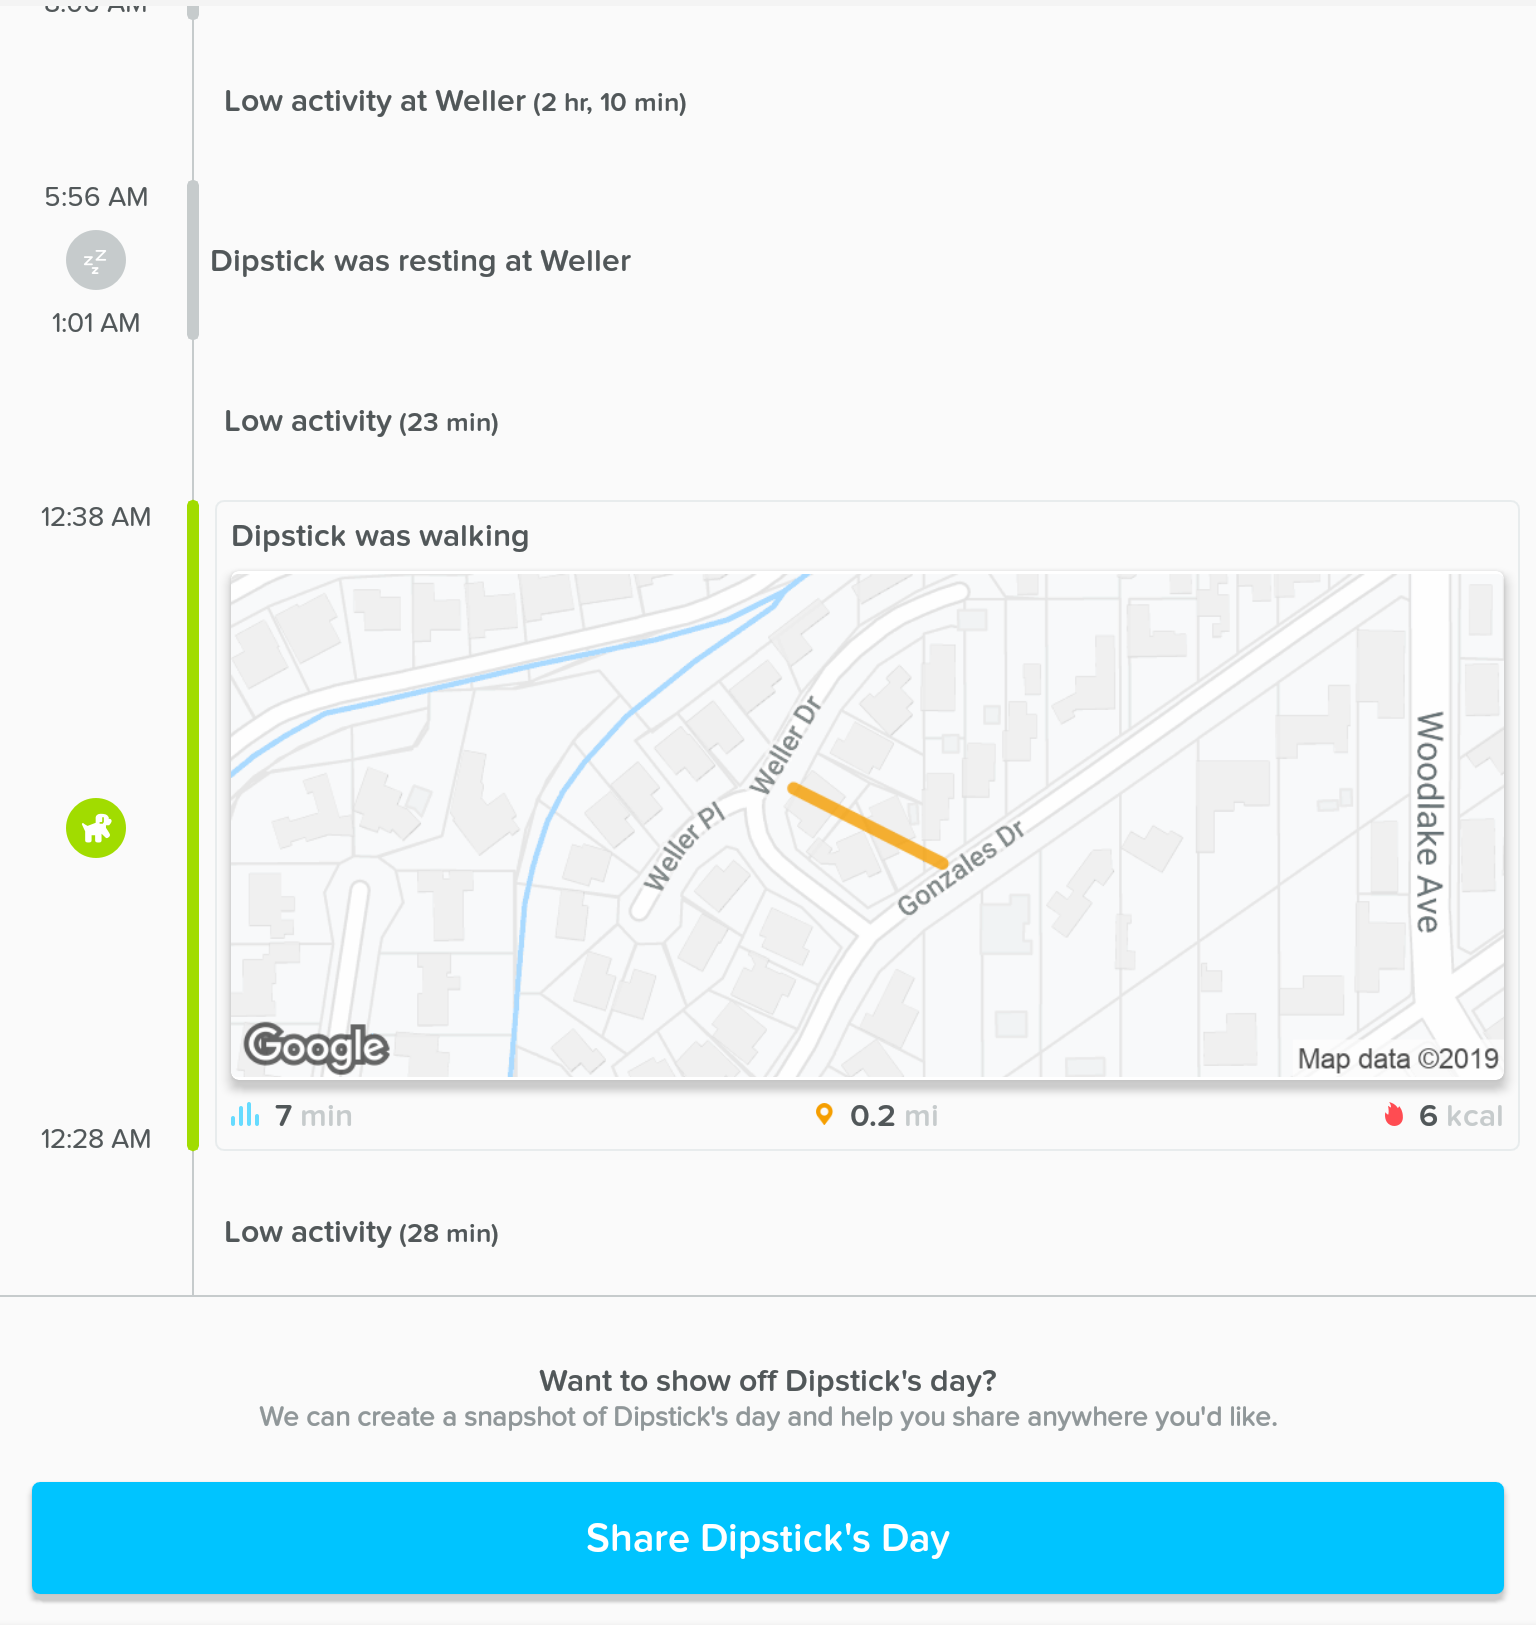 Low activity at Weller (2 hr, 10 min)
5:56 AM
zzz
Dipstick was resting at Weller
1:01 AM
Low activity (23 min)
12:38 AM
Dipstick was walking
Weller Dr
Weller Pl
Gonzales Dr
Woodlake Ave
Google
Map data ©2019
7 min
0.2 mi
6 kcal
12:28 AM
Low activity (28 min)
Want to show off Dipstick's day?
We can create a snapshot of Dipstick's day and help you share anywhere you'd like.
Share Dipstick's Day